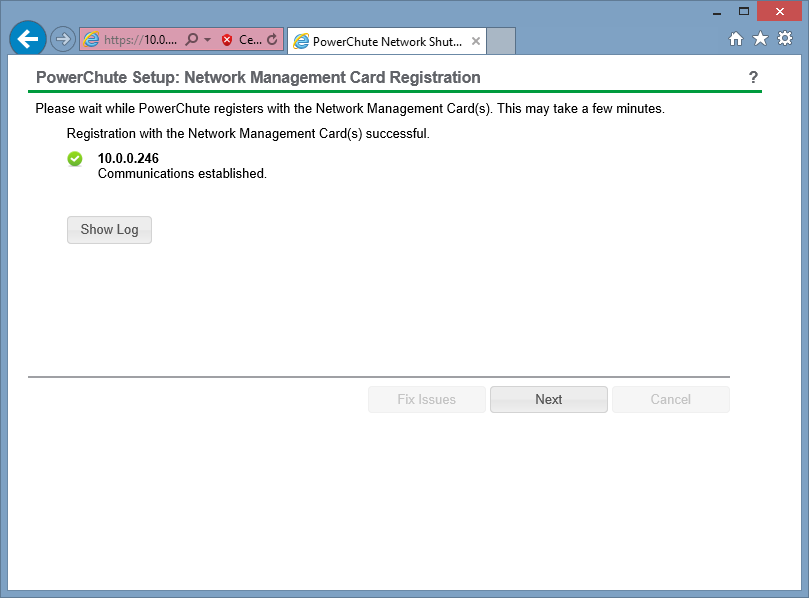 https://10.0.... Ce... PowerChute Network Shut...
PowerChute Setup: Network Management Card Registration ?
Please wait while PowerChute registers with the Network Management Card(s). This may take a few minutes.
Registration with the Network Management Card(s) successful.
10.0.0.246
Communications established.
Show Log
Fix Issues Next Cancel